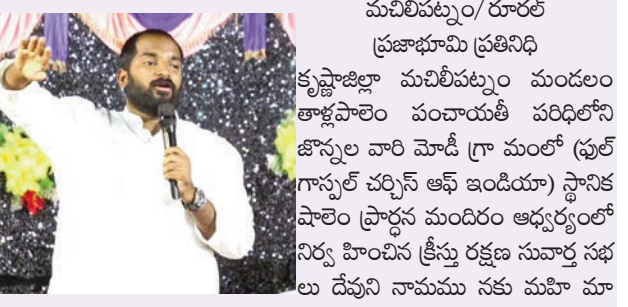 మచిలీపట్నం/రూరల్
ప్రజాభూమి ప్రతినిధి
కృష్ణాజిల్లా మచిలీపట్నం మండలం
తాళ్లపాలెం పంచాయతీ పరిధిలోని
జొన్నల వారి మోడీ గ్రా మంలో (ఫుల్
గాస్పల్ చర్చిస్ ఆఫ్ ఇండియా) స్థానిక
షాలెం ప్రార్ధన మందిరం ఆధ్వర్యంలో
నిర్వ హించిన క్రీస్తు రక్షణ సువార్త సభ
లు దేవుని నామము నకు మహి మా